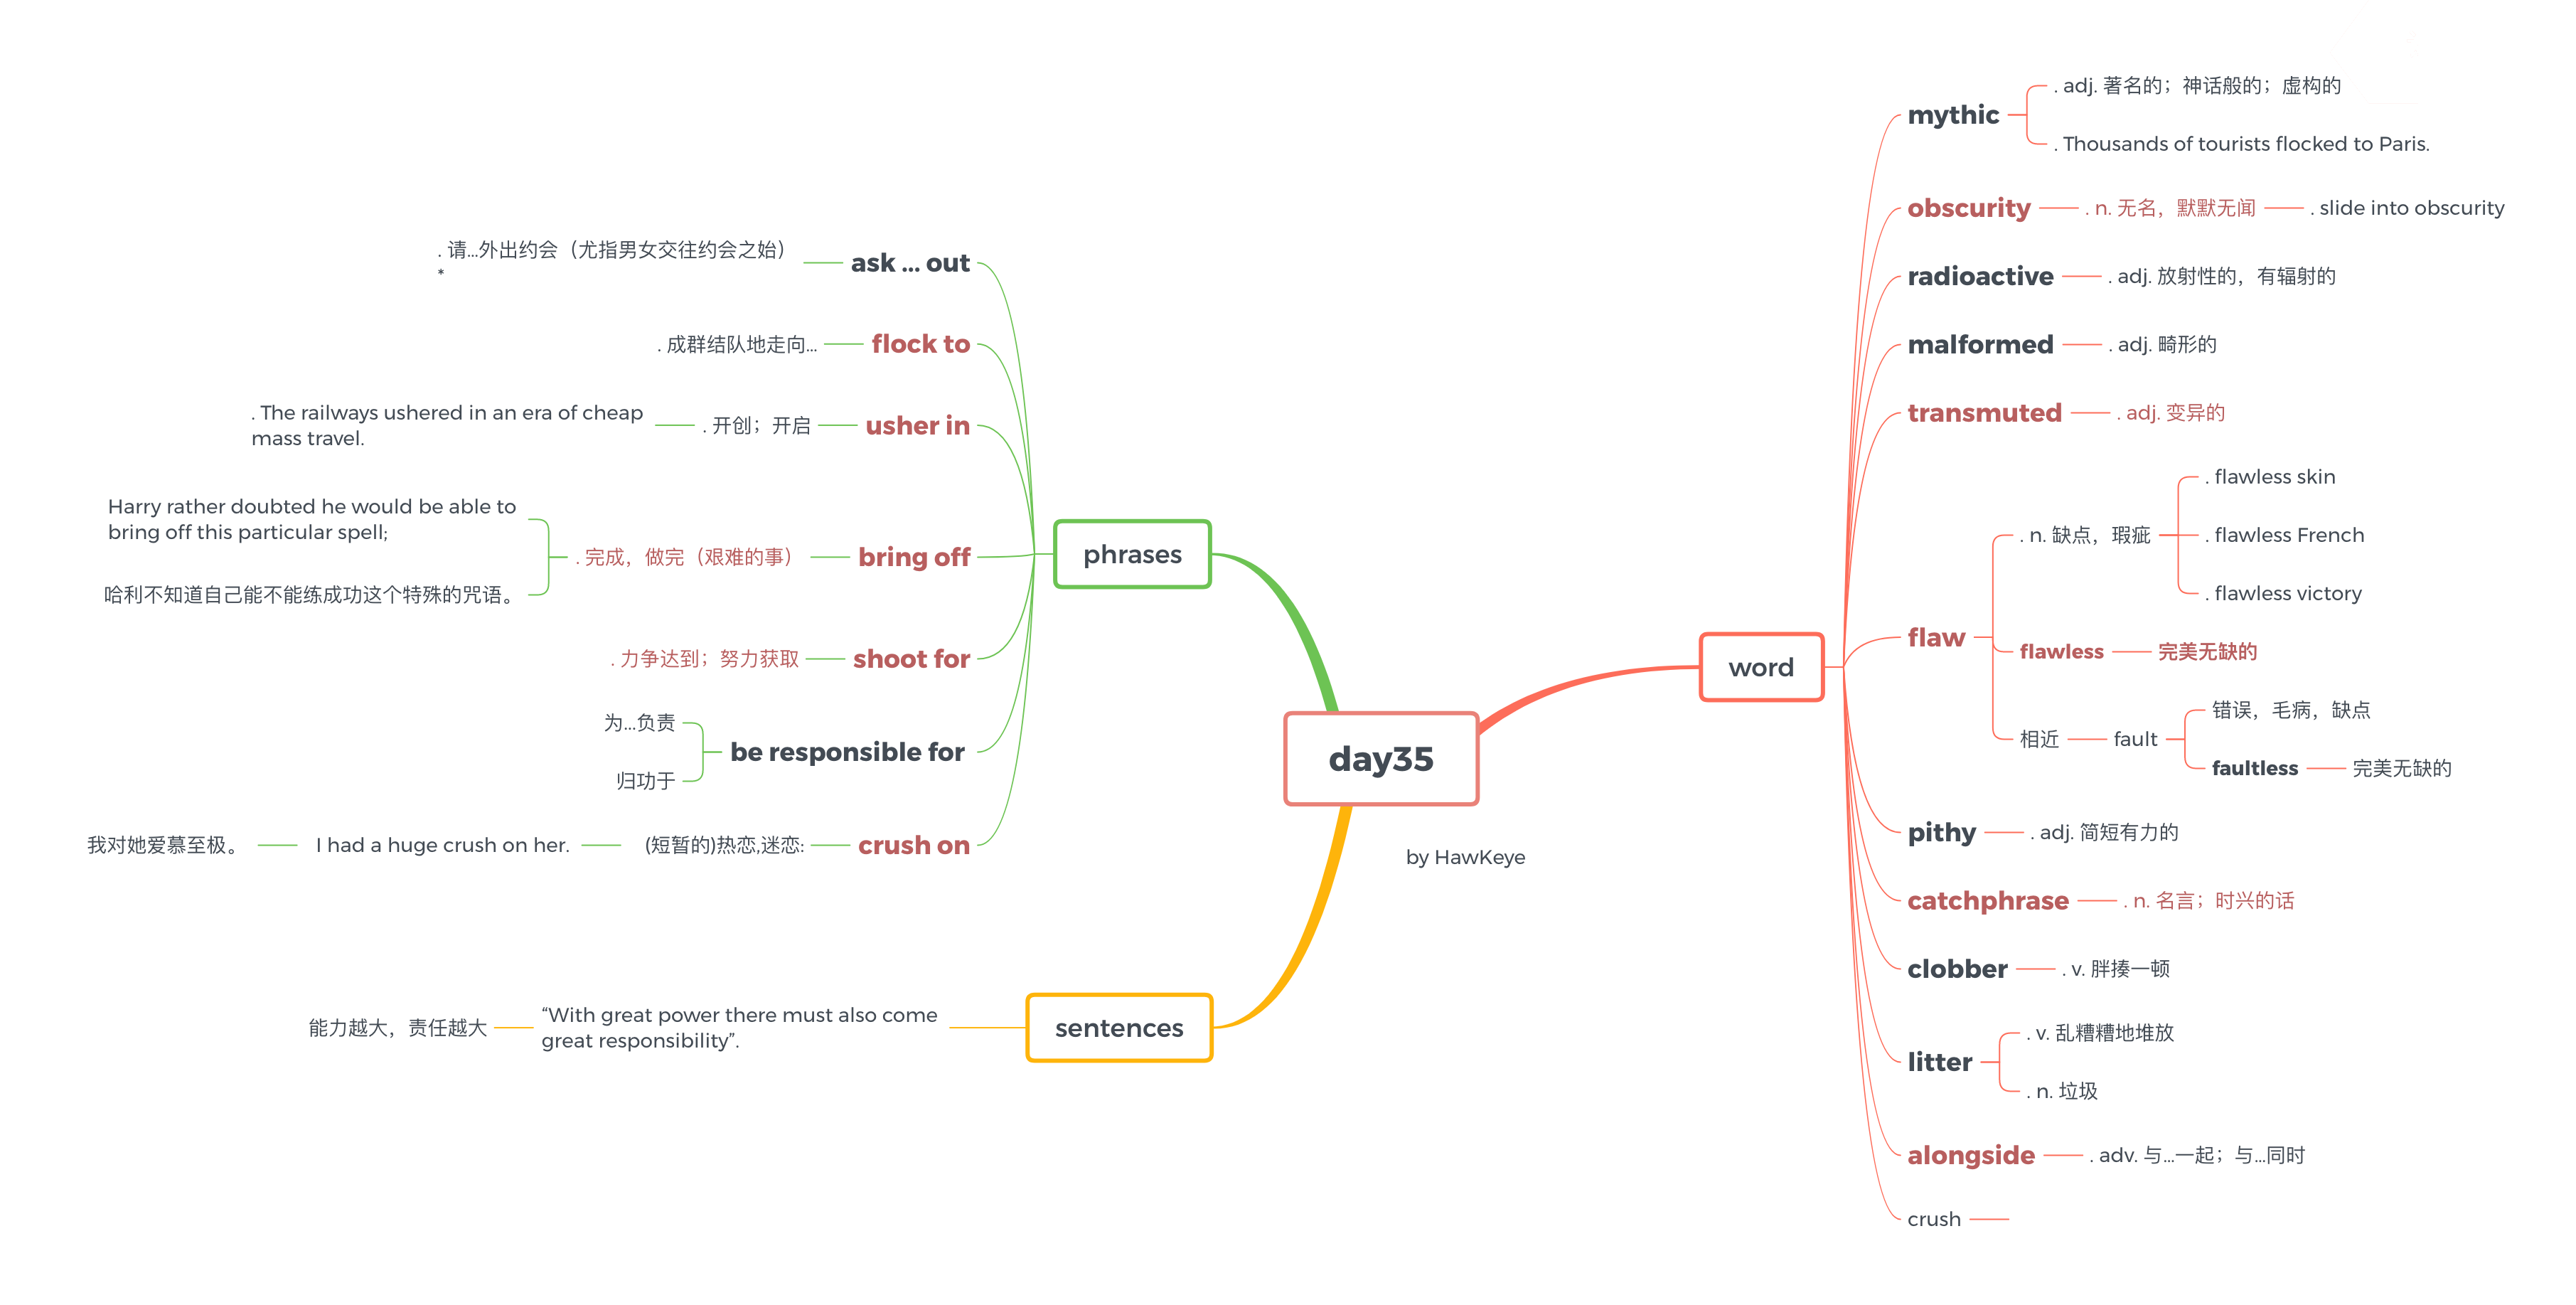 day35
by HawKeye
word
mythic
. adj. 著名的；神话般的；虚构的
. Thousands of tourists flocked to Paris.
obscurity
. n. 无名，默默无闻
. slide into obscurity
radioactive
. adj. 放射性的，有辐射的
malformed
. adj. 畸形的
transmuted
. adj. 变异的
flaw
. n. 缺点，瑕疵
. flawless skin
. flawless French
. flawless victory
flawless
完美无缺的
相近
fault
错误，毛病，缺点
faultless
完美无缺的
pithy
. adj. 简短有力的
catchphrase
. n. 名言；时兴的话
clobber
. v. 胖揍一顿
litter
. v. 乱糟糟地堆放
. n. 垃圾
alongside
. adv. 与...一起；与...同时
crush
phrases
ask ... out
. 请...外出约会（尤指男女交往约会之始）
*
flock to
. 成群结队地走向...
usher in
. 开创；开启
. The railways ushered in an era of cheap
mass travel.
bring off
. 完成，做完（艰难的事）
Harry rather doubted he would be able to
bring off this particular spell;
哈利不知道自己能不能练成功这个特殊的咒语。
shoot for
. 力争达到；努力获取
be responsible for
为...负责
归功于
crush on
(短暂的)热恋,迷恋:
I had a huge crush on her.
我对她爱慕至极。
sentences
“With great power there must also come
great responsibility”.
能力越大，责任越大